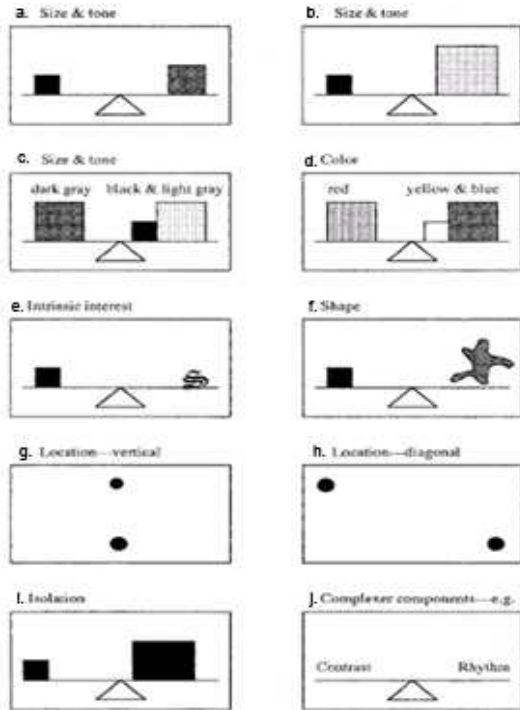 a. Size & tone
b. Size & tone
c. Size & tone
dark gray black & light gray
d. Color
red yellow & blue
e. Intrinsic interest
f. Shape
g. Location—vertical
h. Location—diagonal
i. Isolation
j. Complexer components—e.g.
Contrast Rhythm